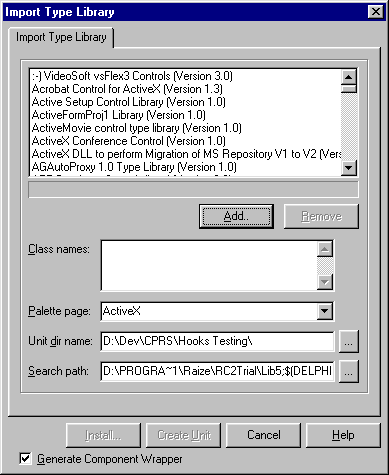 Import Type Library
Import Type Library
:-) VideoSoft vsFlex3 Controls (Version 3.0)
Acrobat Control for ActiveX (Version 1.3)
Active Setup Control Library (Version 1.0)
ActiveFormProj1 Library (Version 1.0)
ActiveMovie control type library (Version 1.0)
ActiveX Conference Control (Version 1.0)
ActiveX DLL to perform Migration of MS Repository V1 to V2 (Vers
AGAutoProxy 1.0 Type Library (Version 1.0)
Add..
Remove
Class names:
Palette page:
ActiveX
Unit dir name:
D:\Dev\CPRS\Hooks Testing\
...
Search path:
D:\PROGRA~1\Raize\RC2Trial\Lib5;$(DELPHI
...
Install...
Create Unit
Cancel
Help
Generate Component Wrapper